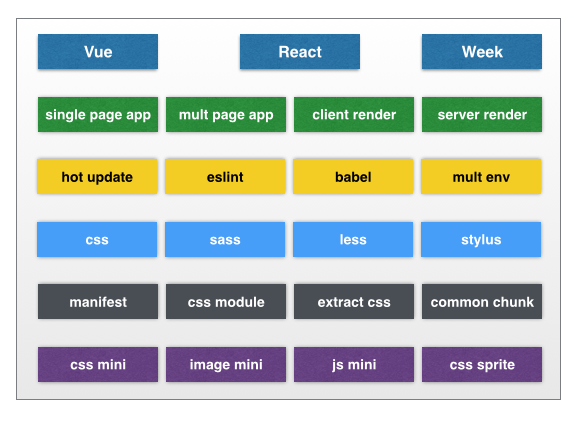 Vue React Week
single page app mult page app client render server render
hot update eslint babel mult env
css sass less stylus
manifest css module extract css common chunk
css mini image mini js mini css sprite